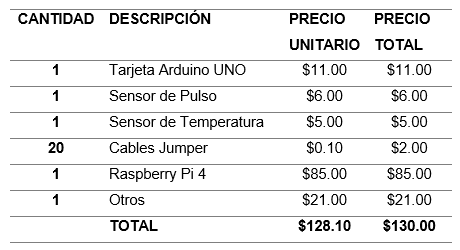 CANTIDAD DESCRIPCIÓN PRECIO UNITARIO PRECIO TOTAL
1 Tarjeta Arduino UNO $11.00 $11.00
1 Sensor de Pulso $6.00 $6.00
1 Sensor de Temperatura $5.00 $5.00
20 Cables Jumper $0.10 $2.00
1 Raspberry Pi 4 $85.00 $85.00
1 Otros $21.00 $21.00
TOTAL $128.10 $130.00